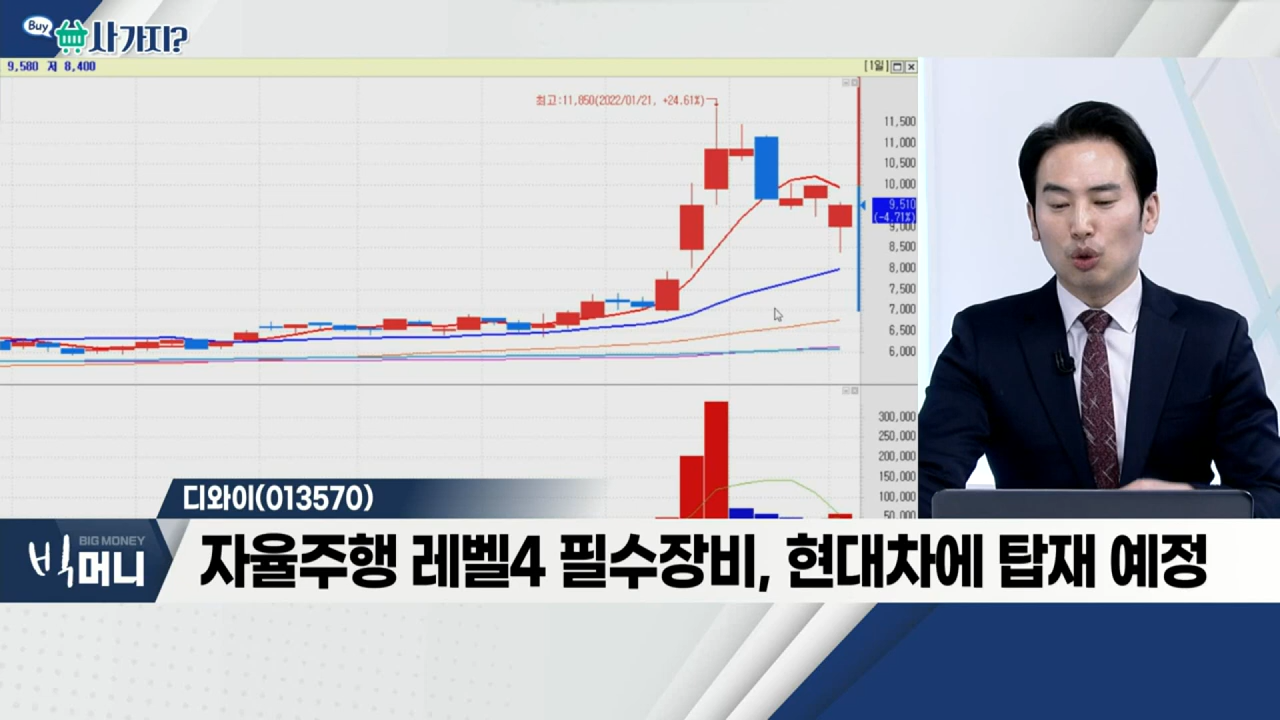 Buy 사가지?
9,580 저 8,400 [1일]
최고:11,850(2022/01/21, +24.61%)
11,500
11,000
10,500
10,000
9,510
(-4.71%)
9,000
8,500
8,000
7,500
7,000
6,500
6,000
300,000
250,000
200,000
150,000
100,000
50,000
디와이(013570)
BIG MONEY
빅머니
자율주행 레벨4 필수장비, 현대차에 탑재 예정